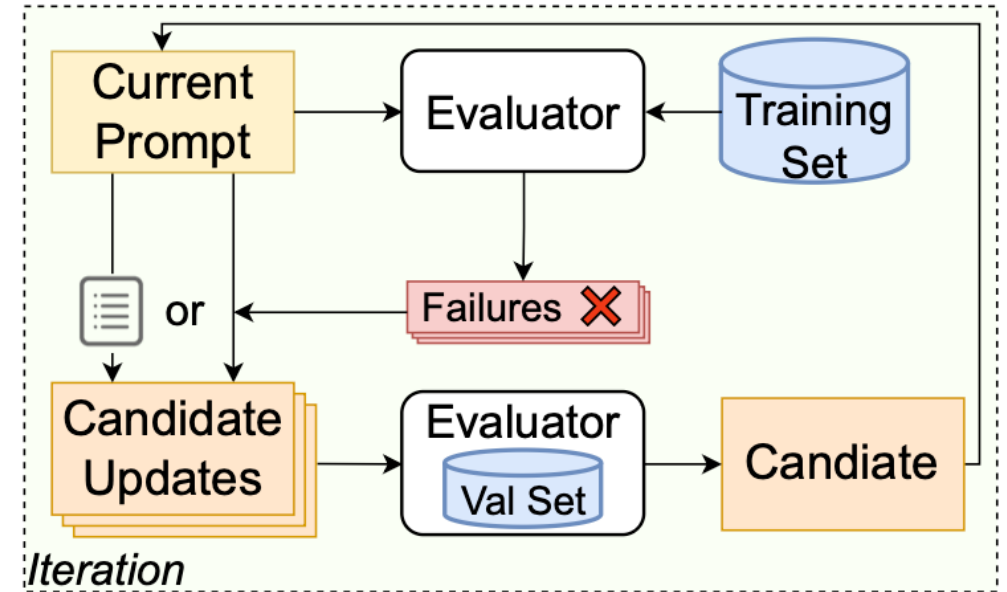 Current
Prompt
Evaluator
Training
Set
or
Failures
Candidate
Updates
Evaluator
Val Set
Candiate
Iteration